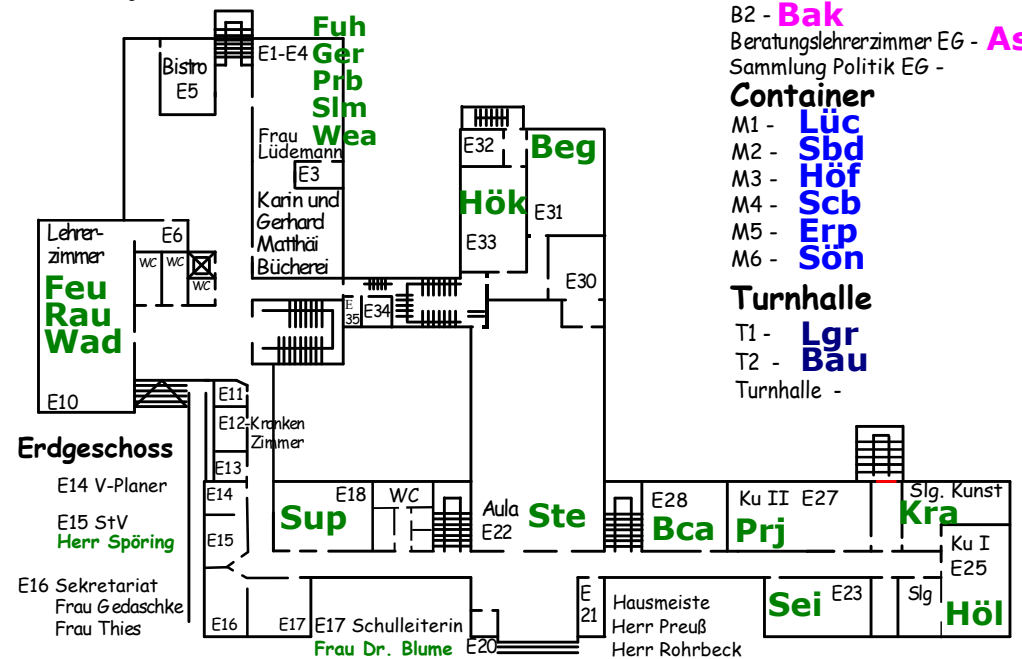 Fuh
Ger
Prb
Slm
Wea
E1-E4
Bistro
E5
Frau
Lüdemann
E3
Karin und
Gerhard
Matthäi
Bücherei
Lehrer-
zimmer
E6
WC WC
WC
Feu
Rau
Wad
E10
E
35
E34
E32
Beg
Hök
E31
E33
E30
B2 - Bak
Beratungslehrerzimmer EG - As
Sammlung Politik EG -
Container
M1 - Lüc
M2 - Sbd
M3 - Höf
M4 - Scb
M5 - Erp
M6 - Sön
Turnhalle
T1 - Lgr
T2 - Bau
Turnhalle -
E11
E12-Kranken
Zimmer
E13
E14
E15
E16
Erdgeschoss
E14 V-Planer
E15 StV
Herr Spöring
E16 Sekretariat
Frau Gedaschke
Frau Thies
E18
Sup
WC
Aula
E22
Ste
E28
Bca
Ku II E27
Prj
Slg. Kunst
Kra
Ku I
E25
Höl
Slg
Sei E23
E17
E17 Schulleiterin
Frau Dr. Blume
E20
E
21
Hausmeiste
Herr Preuß
Herr Rohrbeck